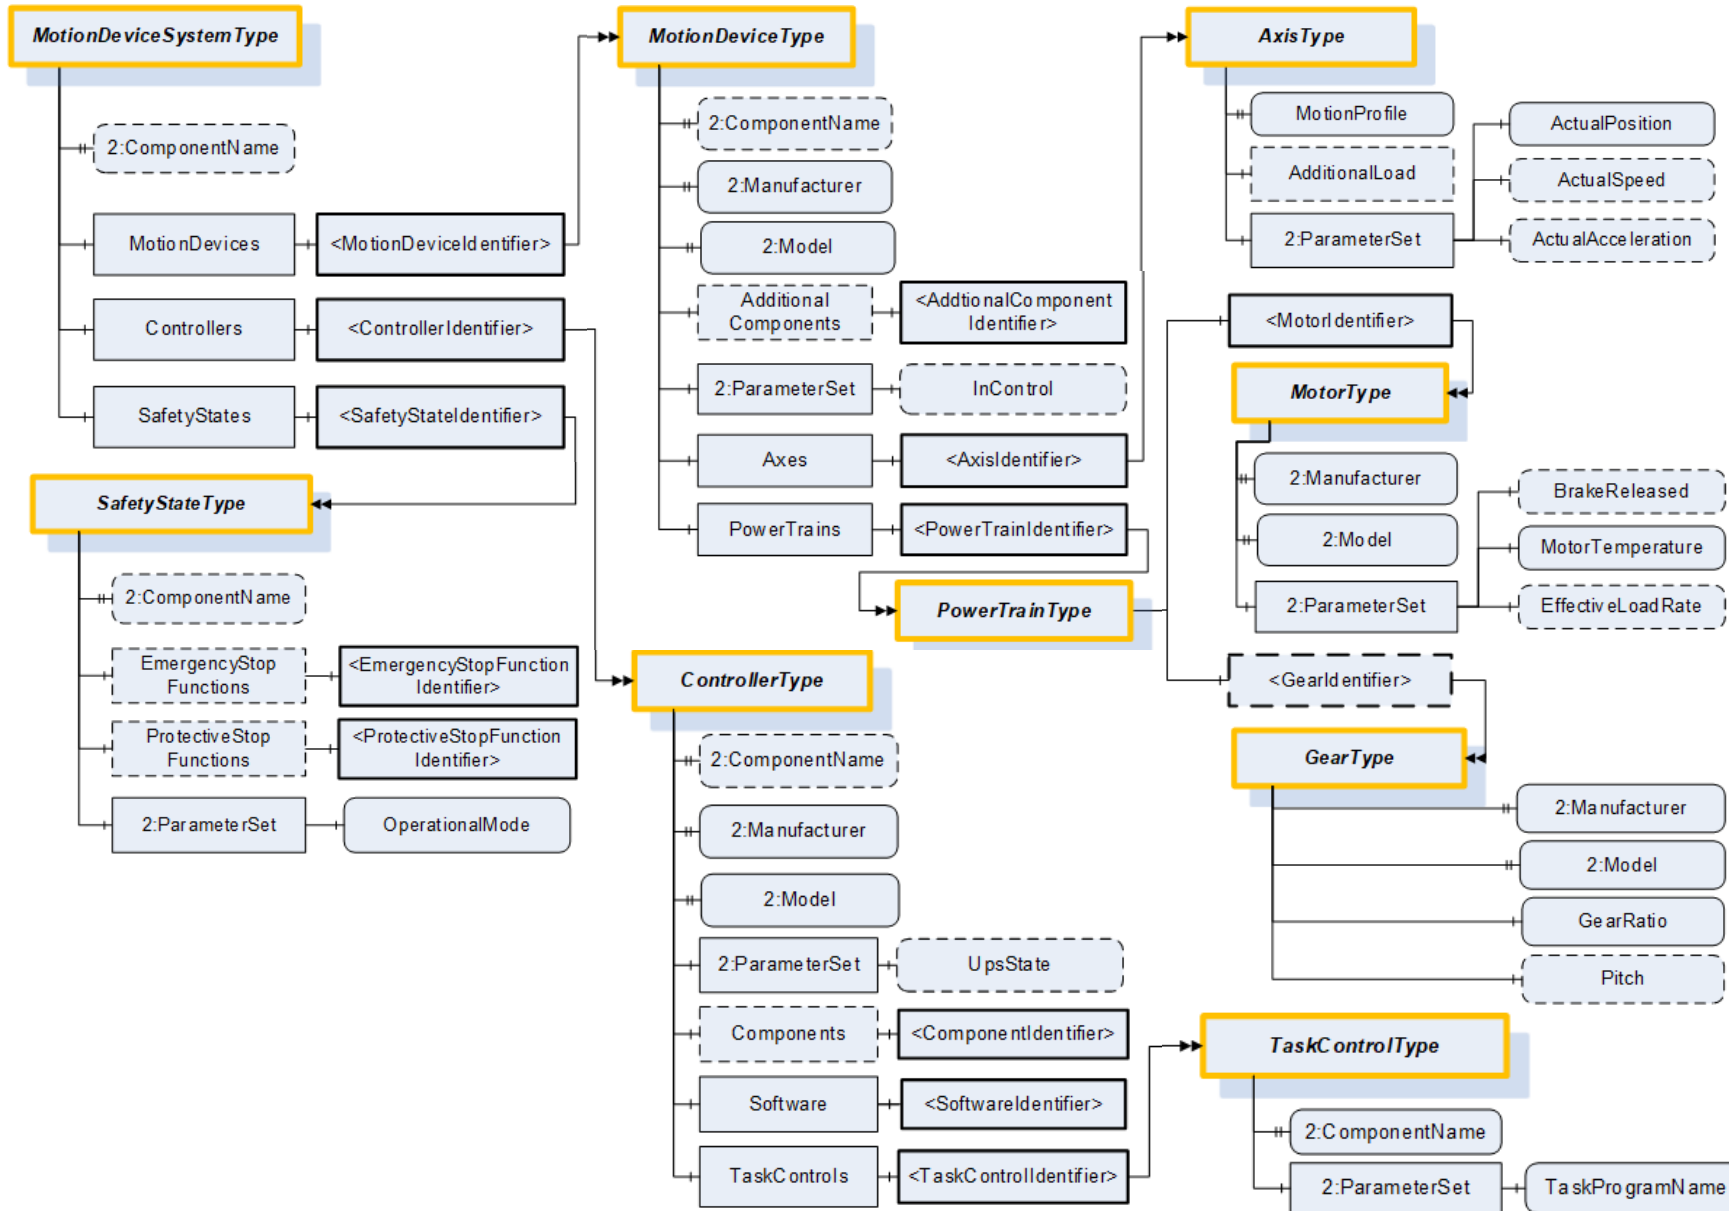 MotionDeviceSystemType
2:ComponentName
MotionDevices
<MotionDeviceIdentifier>
Controllers
<ControllerIdentifier>
SafetyStates
<SafetyStateIdentifier>
SafetyStateType
2:ComponentName
EmergencyStop
Functions
<EmergencyStopFunction
Identifier>
ProtectiveStop
Functions
<ProtectiveStopFunction
Identifier>
2:ParameterSet
OperationalMode
MotionDeviceType
2:ComponentName
2:Manufacturer
2:Model
Additional
Components
<AddtionalComponent
Identifier>
2:ParameterSet
InControl
Axes
<AxisIdentifier>
PowerTrains
<PowerTrainIdentifier>
PowerTrainType
ControllerType
2:ComponentName
2:Manufacturer
2:Model
2:ParameterSet
UpsState
Components
<ComponentIdentifier>
Software
<SoftwareIdentifier>
TaskControls
<TaskControlIdentifier>
AxisType
MotionProfile
AdditionalLoad
2:ParameterSet
ActualPosition
ActualSpeed
ActualAcceleration
<MotorIdentifier>
MotorType
2:Manufacturer
2:Model
2:ParameterSet
BrakeReleased
MotorTemperature
EffectiveLoadRate
<GearIdentifier>
GearType
2:Manufacturer
2:Model
GearRatio
Pitch
TaskControlType
2:ComponentName
2:ParameterSet
TaskProgramName